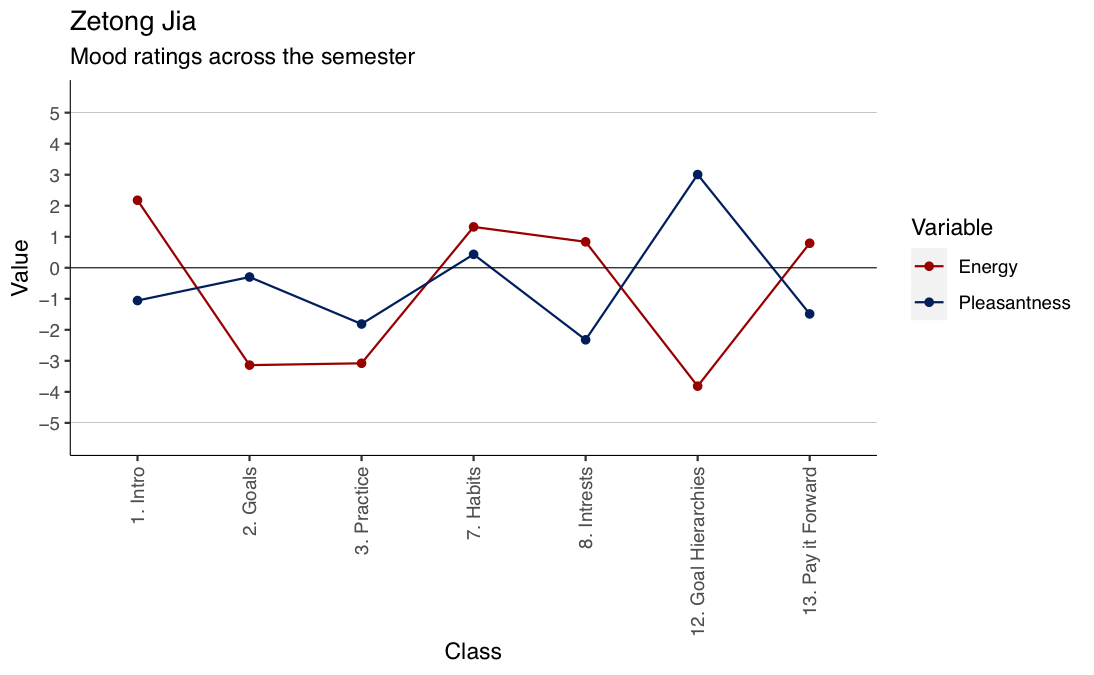 Zetong Jia
Mood ratings across the semester
Value
5
4
3
2
1
0
−1
−2
−3
−4
−5
1. Intro
2. Goals
3. Practice
7. Habits
8. Intrests
12. Goal Hierarchies
13. Pay it Forward
Class
Variable
Energy
Pleasantness